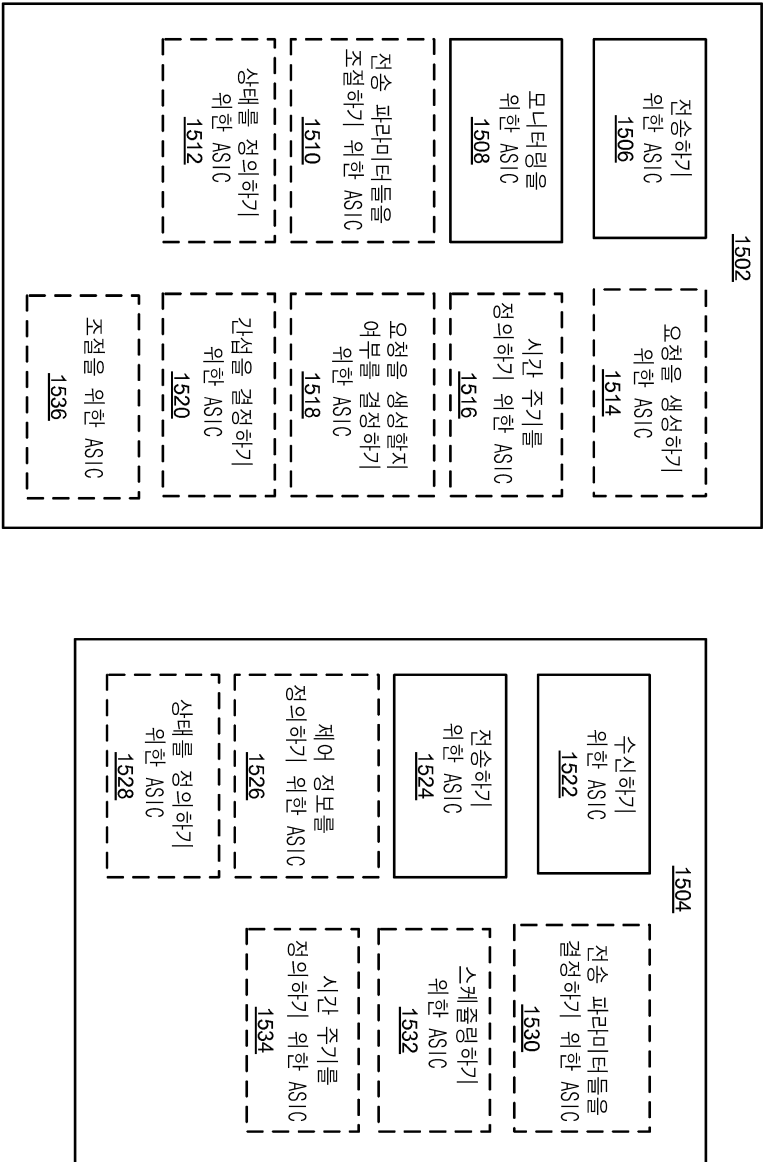 1502
전송하기
위한 ASIC
1506
모니터링을
위한 ASIC
1508
전송 파라미터들을
조절하기 위한 ASIC
1510
상태를 정의하기
위한 ASIC
1512
요청을 생성하기
위한 ASIC
1514
시간 주기를
정의하기 위한 ASIC
1516
요청을 생성할지
여부를 결정하기
위한 ASIC
1518
간섭을 결정하기
위한 ASIC
1520
조절을 위한 ASIC
1536
1504
수신하기
위한 ASIC
1522
전송하기
위한 ASIC
1524
제어 정보를
정의하기 위한 ASIC
1526
상태를 정의하기
위한 ASIC
1528
전송 파라미터들을
결정하기 위한 ASIC
1530
스케쥴링하기
위한 ASIC
1532
시간 주기를
정의하기 위한 ASIC
1534